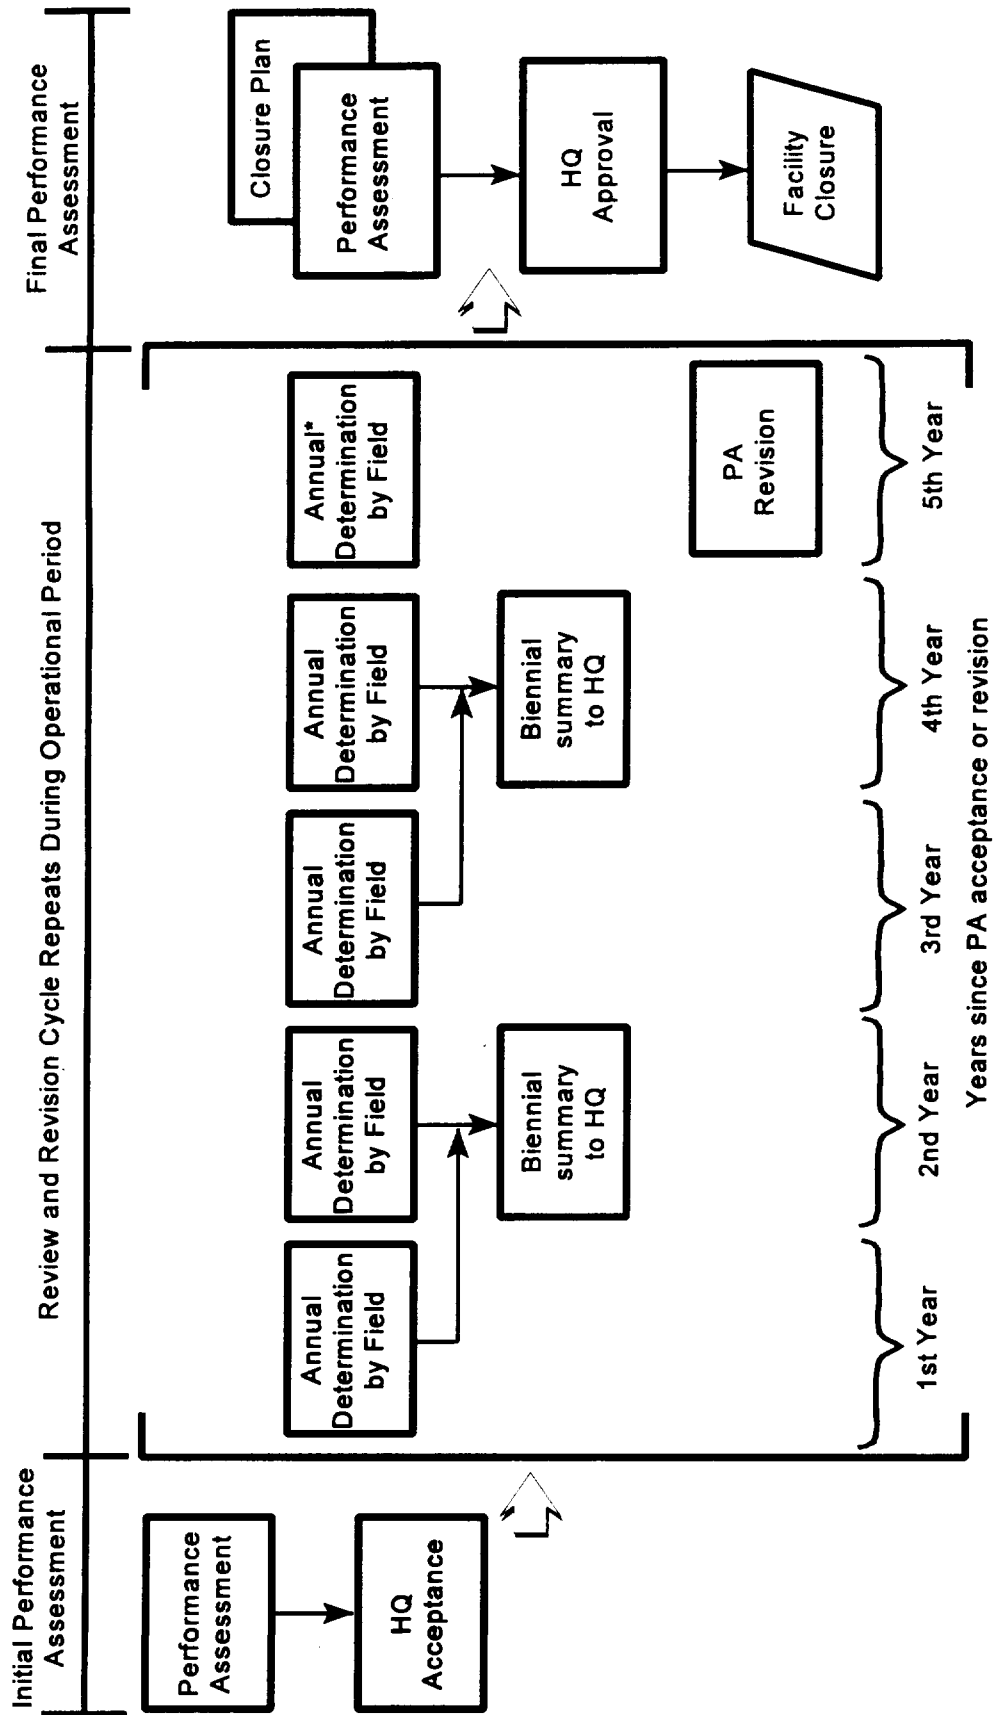 Initial Performance
Assessment
Review and Revision Cycle Repeats During Operational Period
Final Performance
Assessment
Performance
Assessment
HQ
Acceptance
Annual
Determination
by Field
Annual
Determination
by Field
Annual
Determination
by Field
Annual
Determination
by Field
Annual*
Determination
by Field
Biennial
summary
to HQ
Biennial
summary
to HQ
PA
Revision
1st Year
2nd Year
3rd Year
4th Year
5th Year
Years since PA acceptance or revision
Closure Plan
Performance
Assessment
HQ
Approval
Facility
Closure